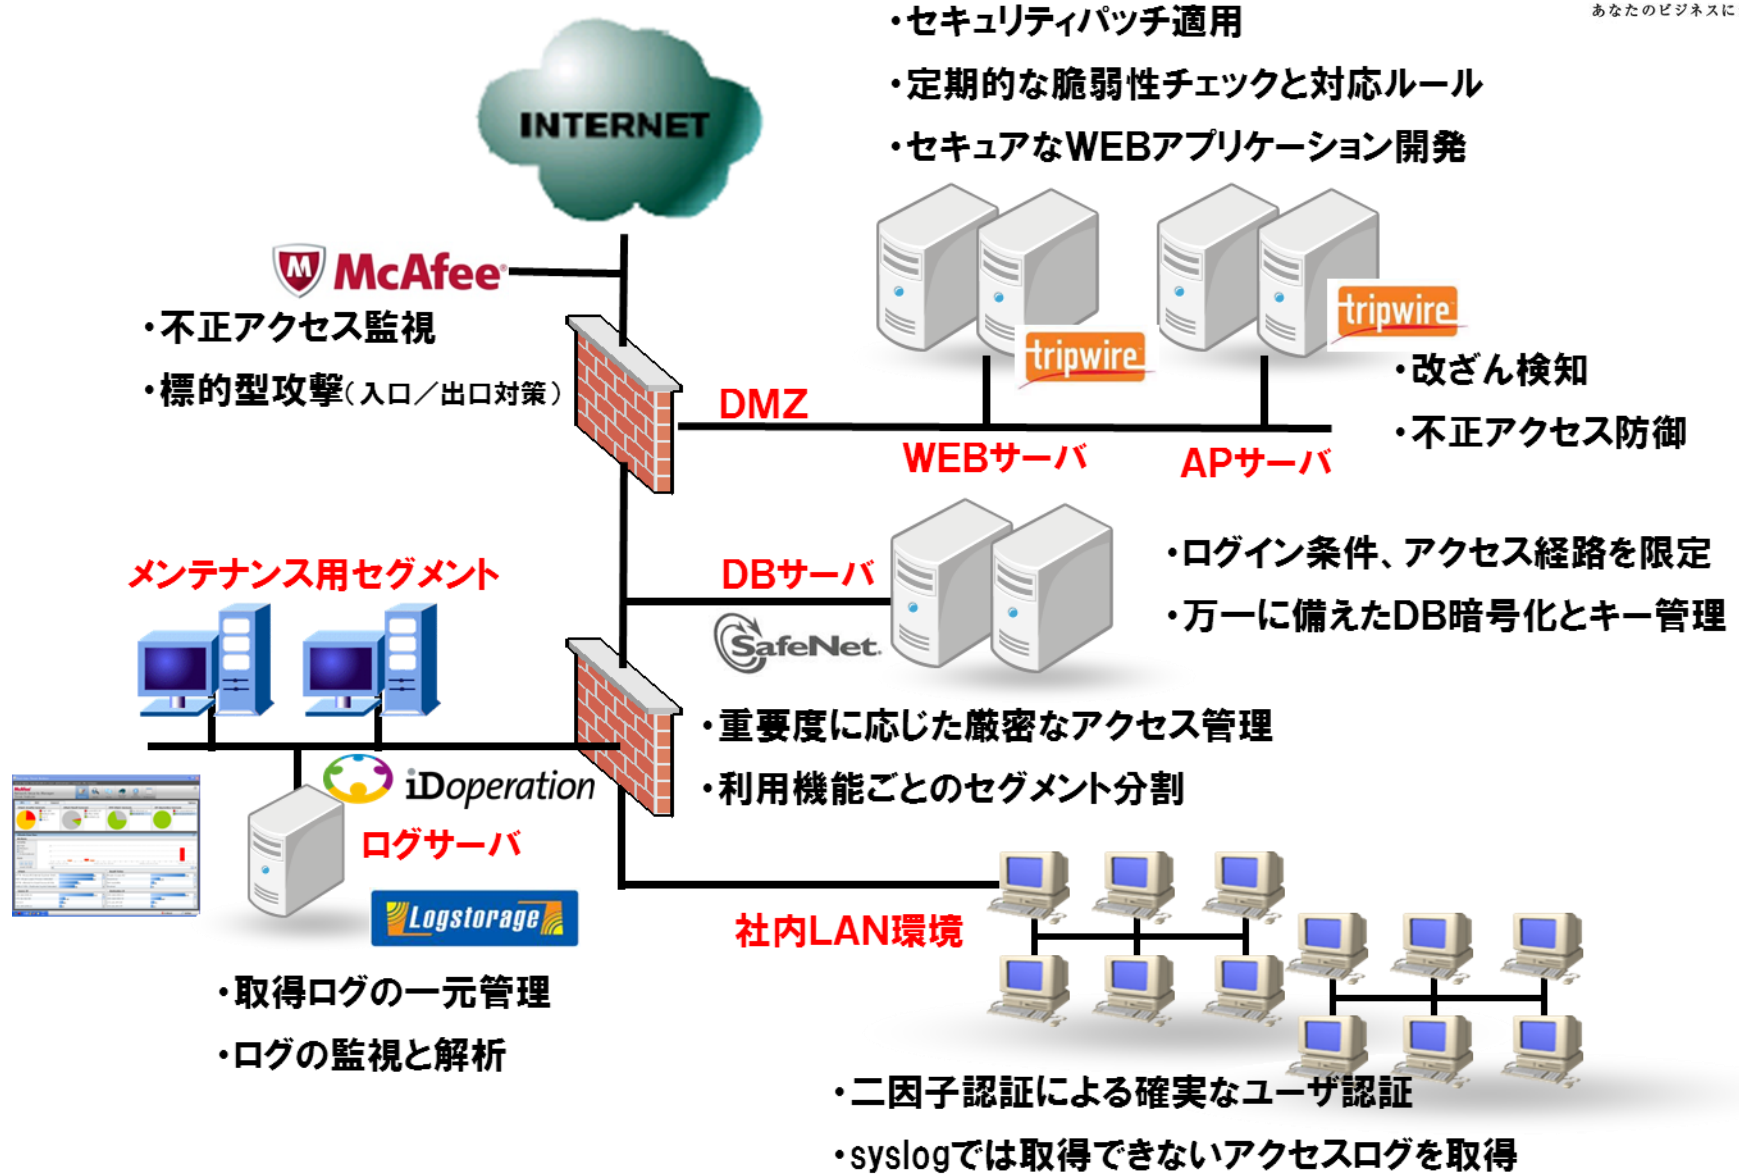 あなたのビジネスに
・セキュリティパッチ適用
・定期的な脆弱性チェックと対応ルール
・セキュアなWEBアプリケーション開発
INTERNET
McAfee
・不正アクセス監視
・標的型攻撃(入口／出口対策)
tripwire
tripwire
・改ざん検知
・不正アクセス防御
DMZ
WEBサーバ
APサーバ
DBサーバ
SafeNet.
・ログイン条件、アクセス経路を限定
・万一に備えたDB暗号化とキー管理
メンテナンス用セグメント
・重要度に応じた厳密なアクセス管理
・利用機能ごとのセグメント分割
iDoperation
ログサーバ
Logstorage
・取得ログの一元管理
・ログの監視と解析
社内LAN環境
・二因子認証による確実なユーザ認証
・syslogでは取得できないアクセスログを取得